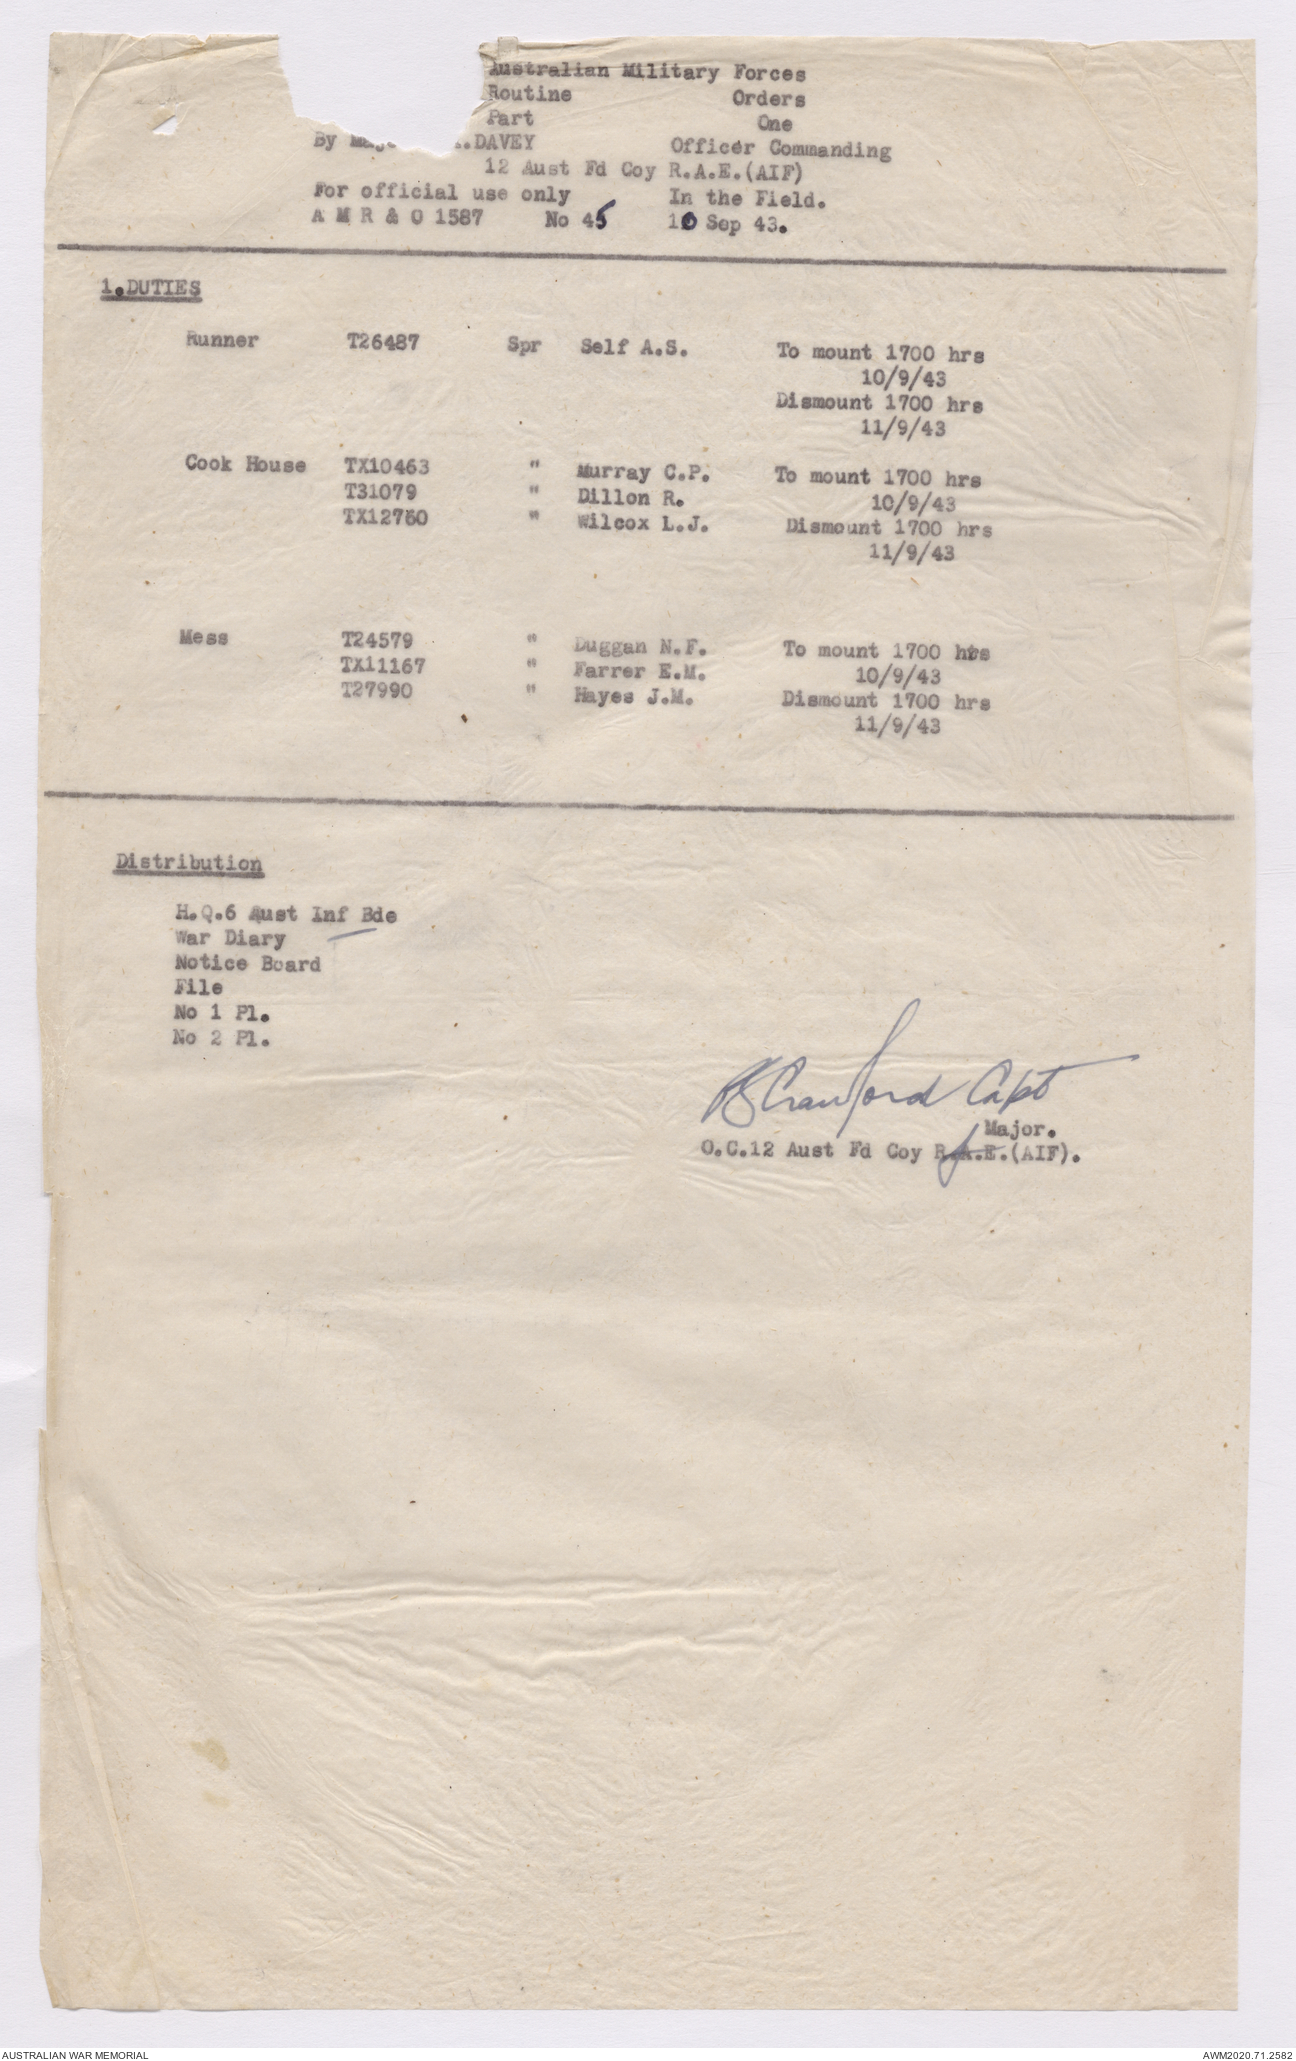 Australian Military Forces
Routine Orders
Part One
By DAVEY Officer Commanding
12 Aust Fd Coy R.A.E.(AIF)
For official use only In the Field.
A M R & O 1587 No 45 10 Sep 43.
1.DUTIES
Runner T26487 Spr Self A.S. To mount 1700 hrs
10/9/43
Dismount 1700 hrs
11/9/43
Cook House TX10463 " Murray C.P. To mount 1700 hrs
T31079 " Dillon R. 10/9/43
TX12760 " Wilcox L.J. Dismount 1700 hrs
11/9/43
Mess T24579 " Duggan N.F. To mount 1700 hrs
TX11167 " Farrer E.M. 10/9/43
T27990 " Hayes J.M. Dismount 1700 hrs
11/9/43
Distribution
H.Q.6 Aust Inf Bde
War Diary
Notice Board
File
No 1 Pl.
No 2 Pl.
Crawford Capt
Major.
O.C.12 Aust Fd Coy R.A.E.(AIF).
AUSTRALIAN WAR MEMORIAL AWM2020.71.2582